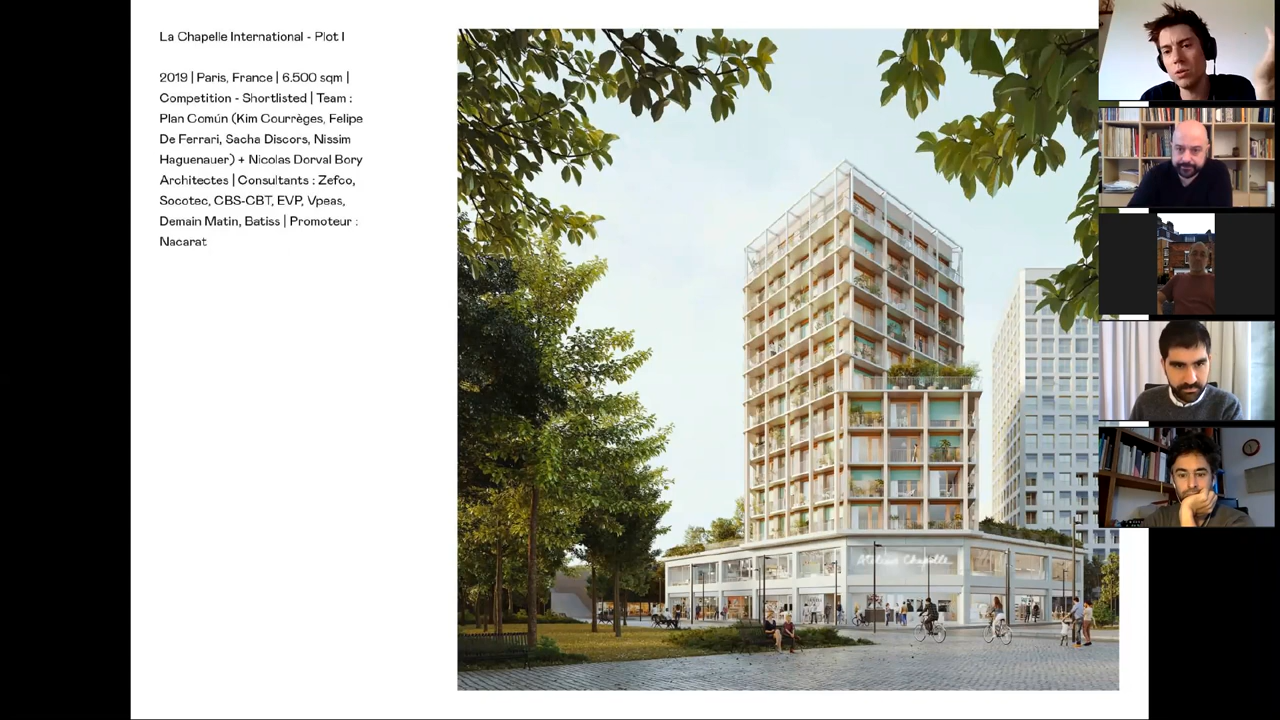 La Chapelle International - Plot I
2019 | Paris, France | 6.500 sqm |
Competition - Shortlisted | Team :
Plan Común (Kim Courrèges, Felipe
De Ferrari, Sacha Discors, Nissim
Haguenauer) + Nicolas Dorval Bory
Architectes | Consultants : Zefco,
Socotec, CBS-CBT, EVP, Vpeas,
Demain Matin, Batiss | Promoteur :
Nacarat
Chapelle